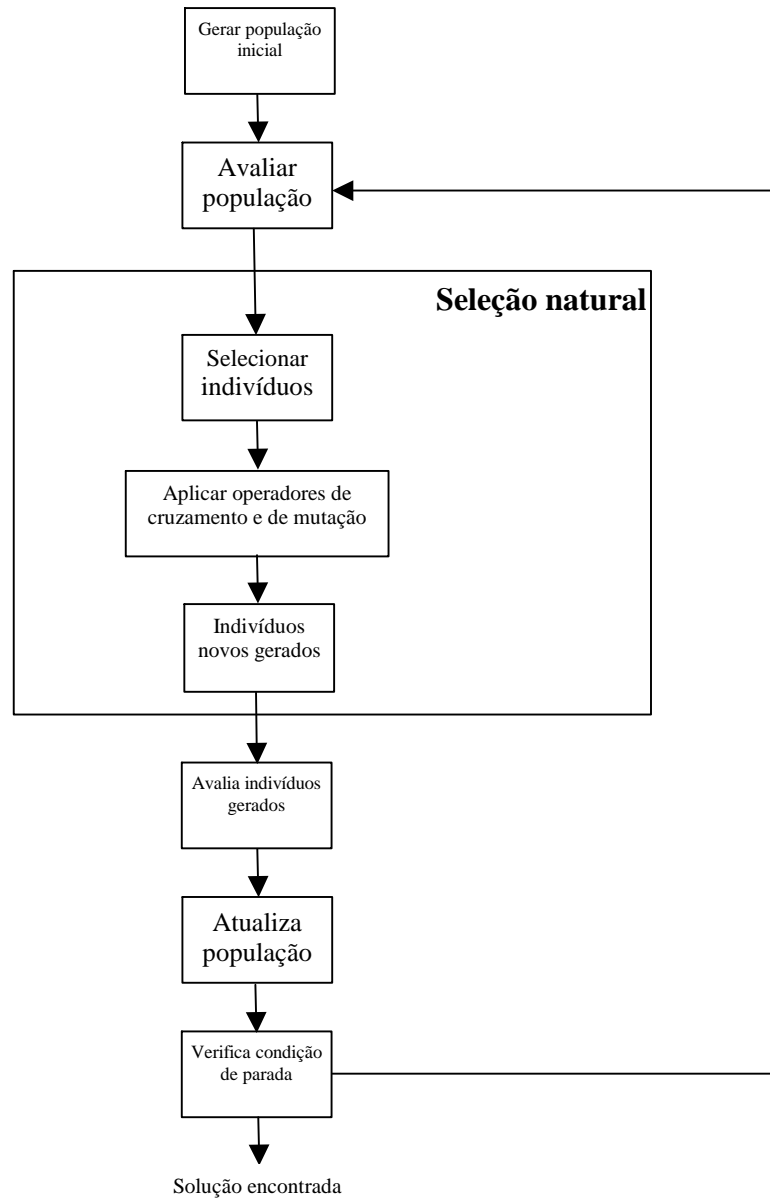 Gerar população
inicial
Avaliar
população
Seleção natural
Selecionar
indivíduos
Aplicar operadores de
cruzamento e de mutação
Indivíduos
novos gerados
Avalia indivíduos
gerados
Atualiza
população
Verifica condição
de parada
Solução encontrada